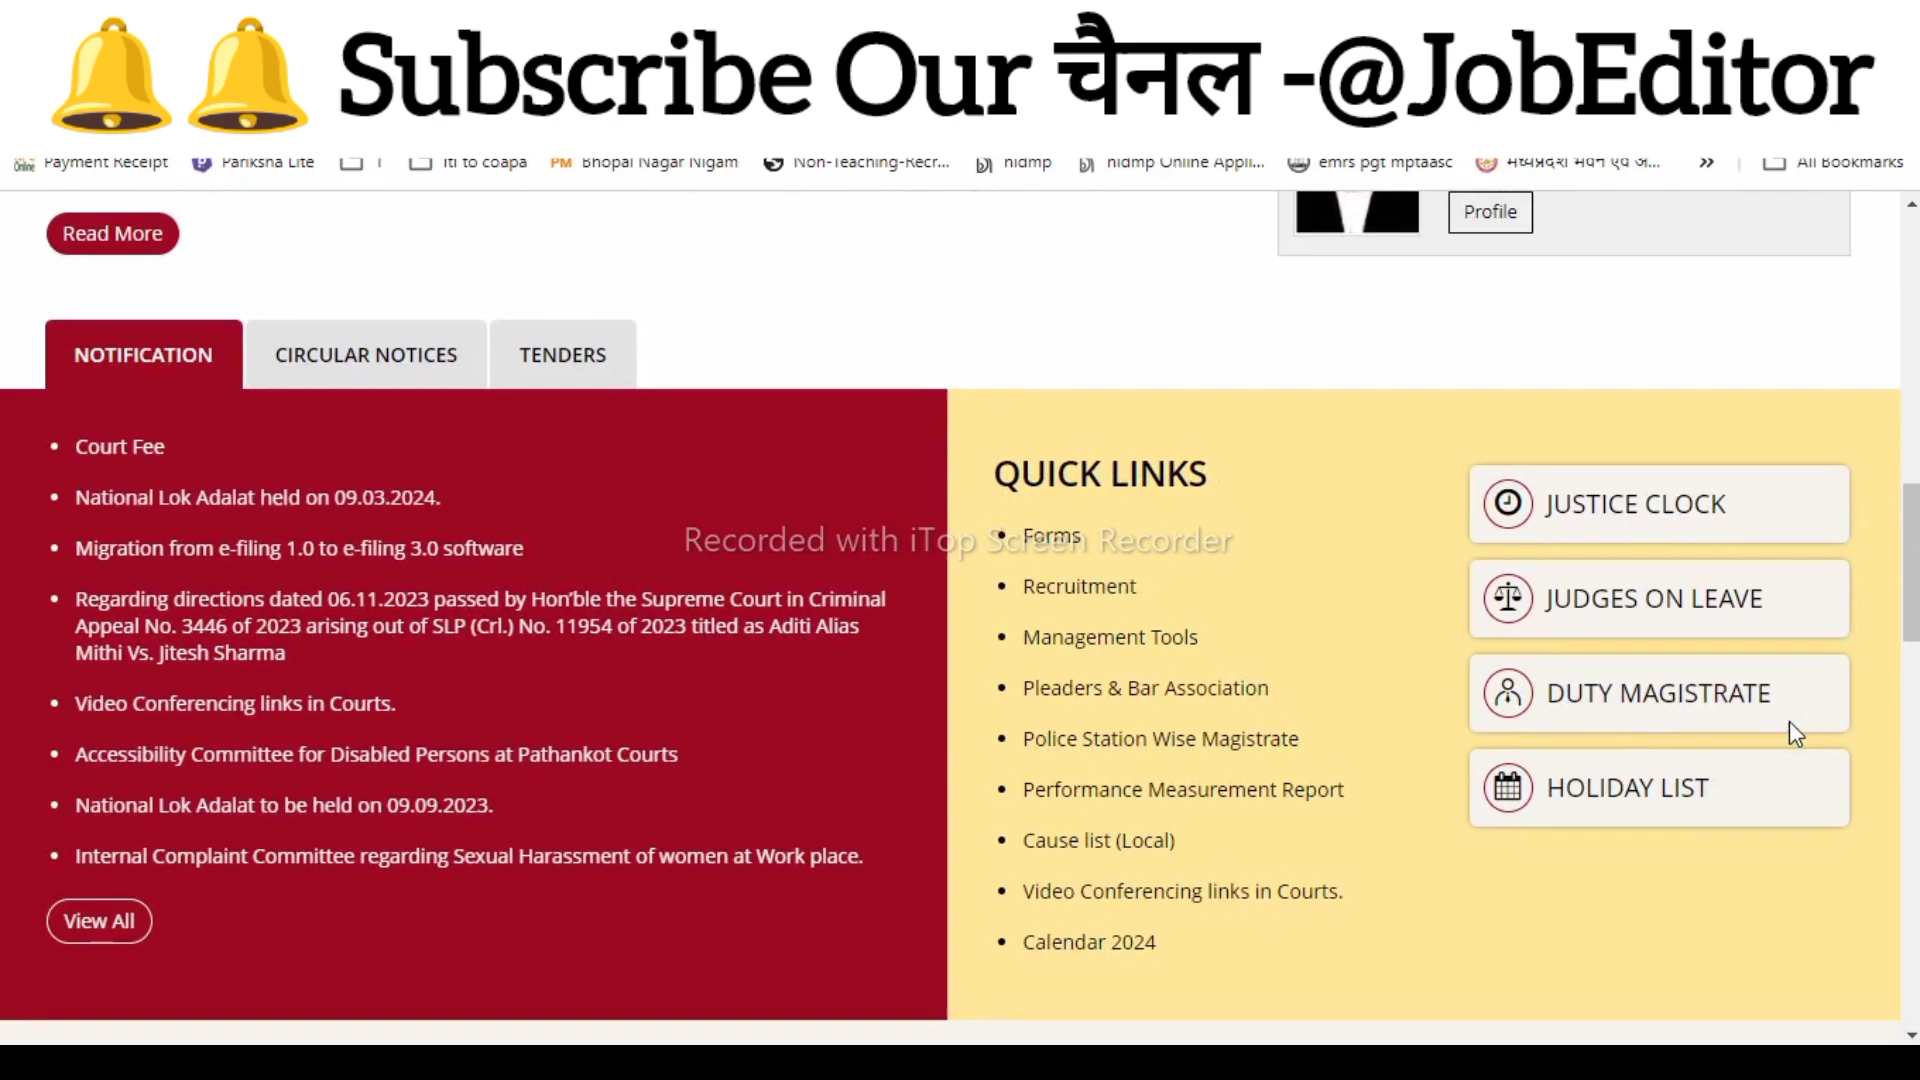 Subscribe Our चैनल -@JobEditor
Payment Receipt Pariksha Lite iti to coapa PM Bhopal Nagar Nigam Non-Teaching-Recr... hidmp hidmp Online Appli... emrs pgt mptaasc मध्यप्रदेश भवन एवं अ... » All Bookmarks
Profile
Read More
NOTIFICATION CIRCULAR NOTICES TENDERS
• Court Fee
• National Lok Adalat held on 09.03.2024.
• Migration from e-filing 1.0 to e-filing 3.0 software
• Regarding directions dated 06.11.2023 passed by Hon'ble the Supreme Court in Criminal
Appeal No. 3446 of 2023 arising out of SLP (Crl.) No. 11954 of 2023 titled as Aditi Alias
Mithi Vs. Jitesh Sharma
• Video Conferencing links in Courts.
• Accessibility Committee for Disabled Persons at Pathankot Courts
• National Lok Adalat to be held on 09.09.2023.
• Internal Complaint Committee regarding Sexual Harassment of women at Work place.
View All
Recorded with iTop Screen Recorder
QUICK LINKS
• Forms
• Recruitment
• Management Tools
• Pleaders & Bar Association
• Police Station Wise Magistrate
• Performance Measurement Report
• Cause list (Local)
• Video Conferencing links in Courts.
• Calendar 2024
JUSTICE CLOCK
JUDGES ON LEAVE
DUTY MAGISTRATE
HOLIDAY LIST